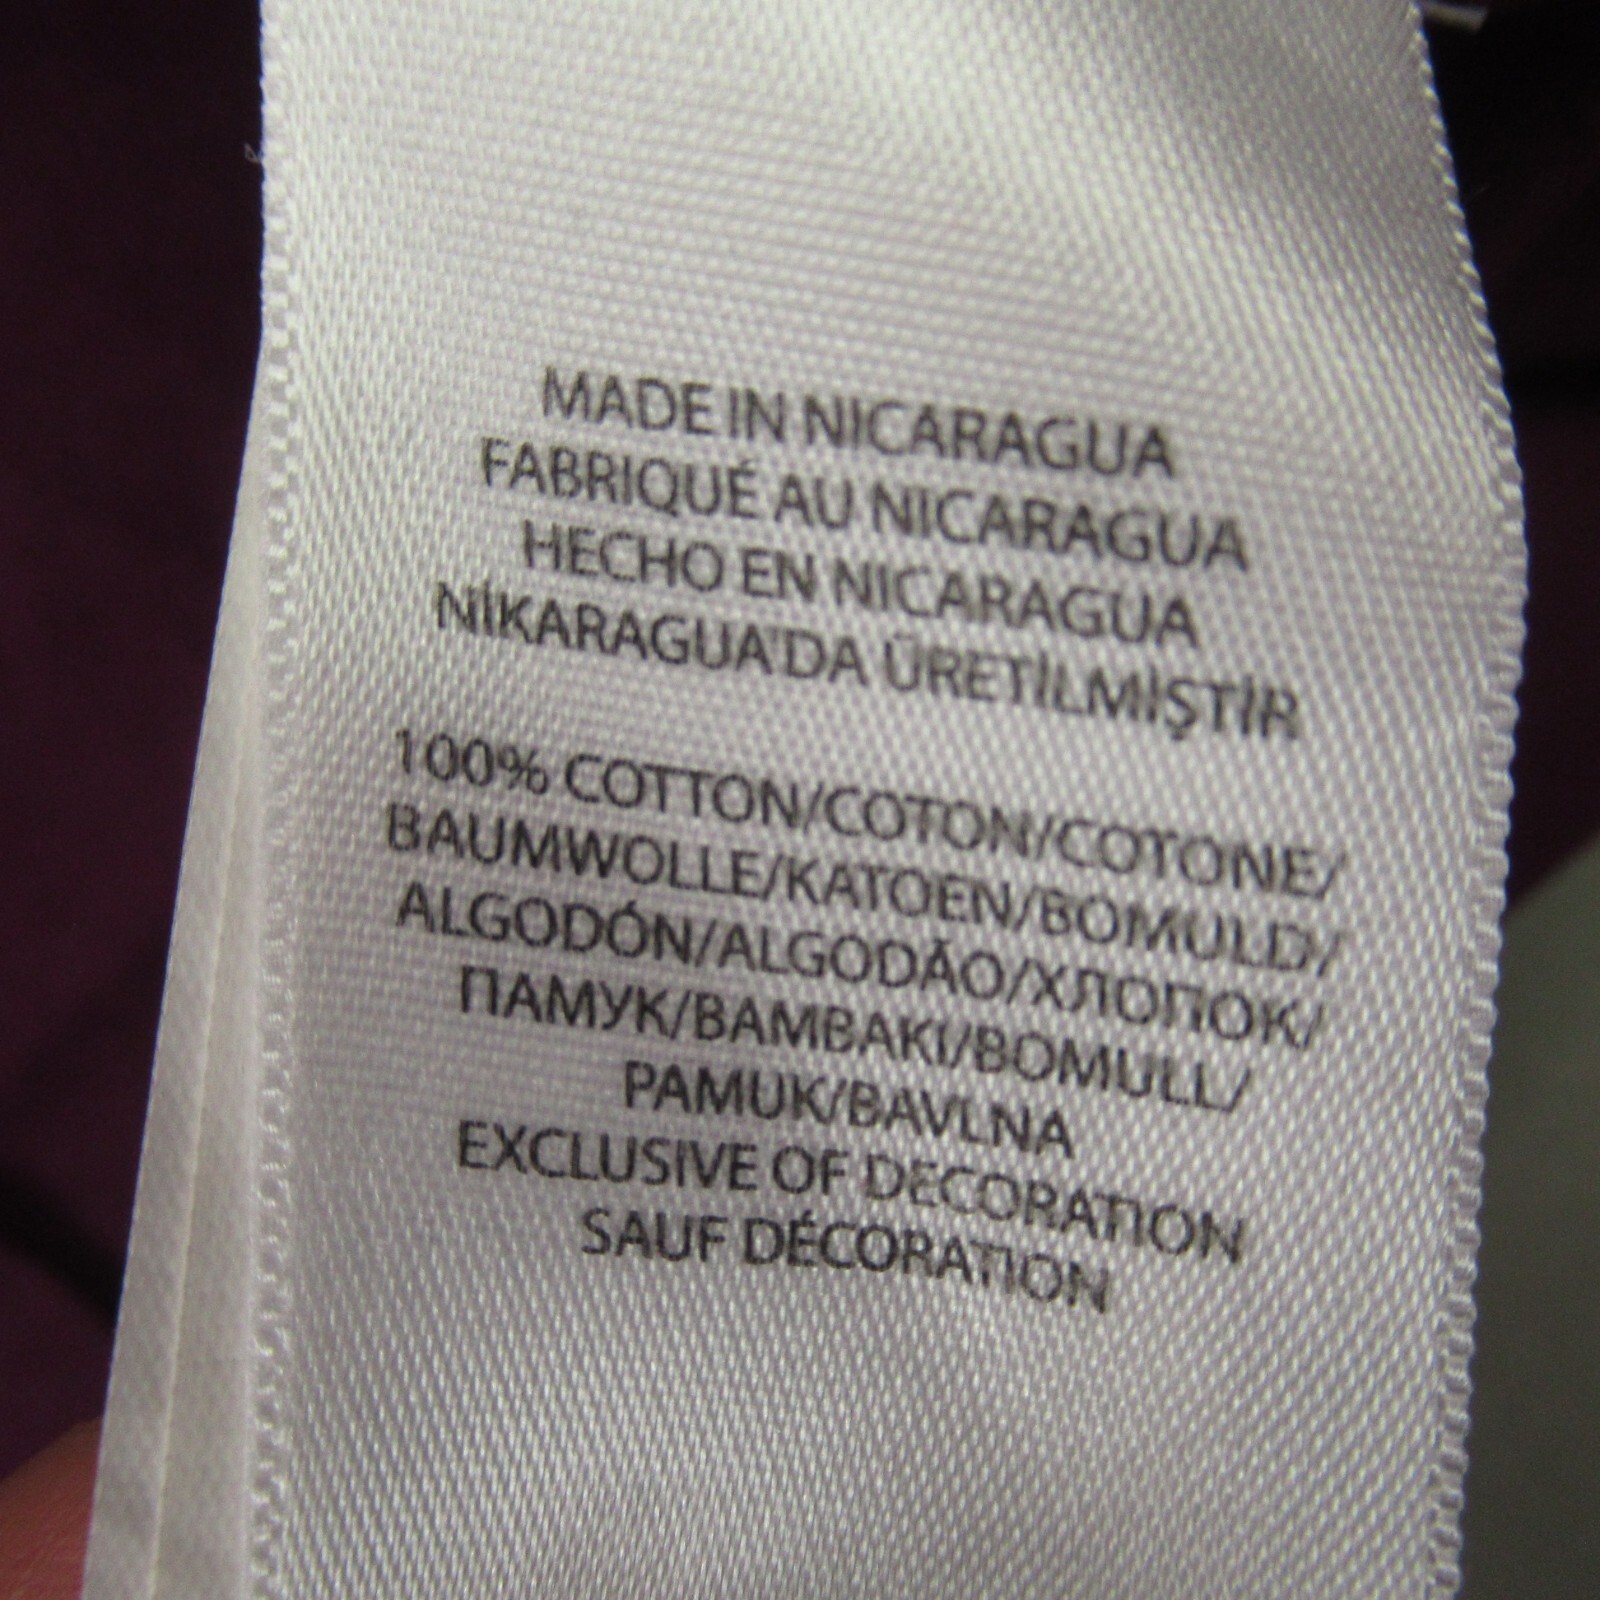 MADE IN NICARAGUA
FABRIQUÉ AU NICARAGUA
HECHO EN NICARAGUA
NİKARAGUA'DA ÜRETİLMİŞTİR
100% COTTON/COTON/COTONE/
BAUMWOLLE/KATOEN/BOMULD/
ALGODÓN/ALGODÃO/ХЛОПОК/
ПАМУК/BAMBAKI/BOMULL/
PAMUK/BAVLNA
EXCLUSIVE OF DECORATION
SAUF DÉCORATION